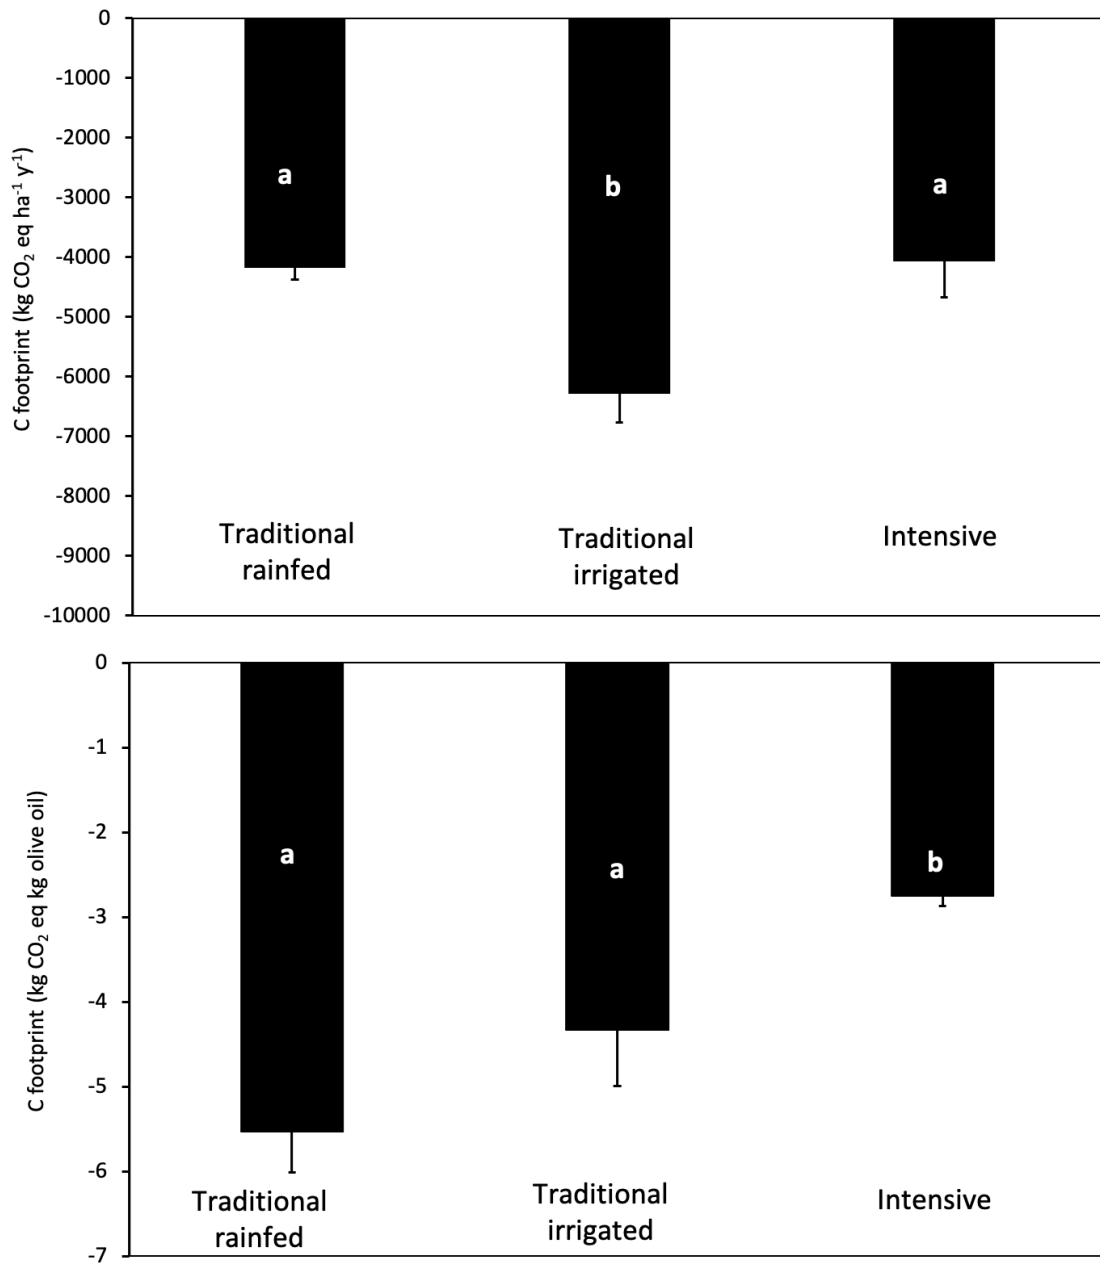 0
-1000
-2000
-3000
-4000
-5000
-6000
-7000
-8000
-9000
-10000
C footprint (kg CO₂ eq ha⁻¹ y⁻¹)
a
b
a
Traditional
rainfed
Traditional
irrigated
Intensive
0
-1
-2
-3
-4
-5
-6
-7
C footprint (kg CO₂ eq kg olive oil)
a
a
b
Traditional
rainfed
Traditional
irrigated
Intensive